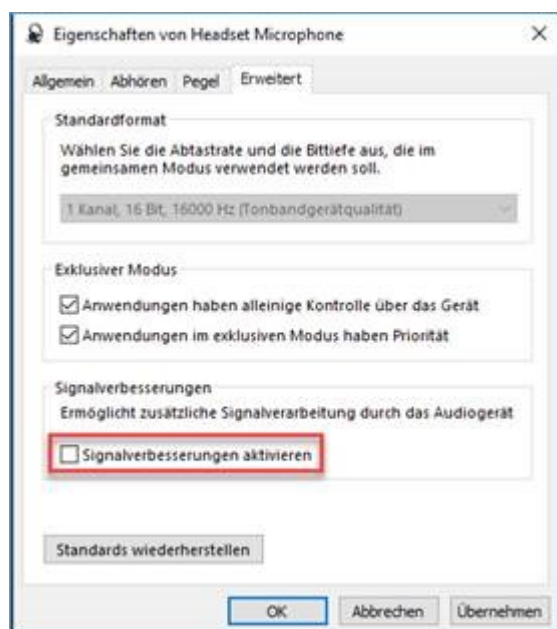 Eigenschaften von Headset Microphone
Allgemein Abhören Pegel Erweitert
Standardformat
Wählen Sie die Abtastrate und die Bittiefe aus, die im
gemeinsamen Modus verwendet werden soll.
1 Kanal, 16 Bit, 16000 Hz (Tonbandgerätqualität)
Exklusiver Modus
Anwendungen haben alleinige Kontrolle über das Gerät
Anwendungen im exklusiven Modus haben Priorität
Signalverbesserungen
Ermöglicht zusätzliche Signalverarbeitung durch das Audiogerät
Signalverbesserungen aktivieren
Standards wiederherstellen
OK Abbrechen Übernehmen